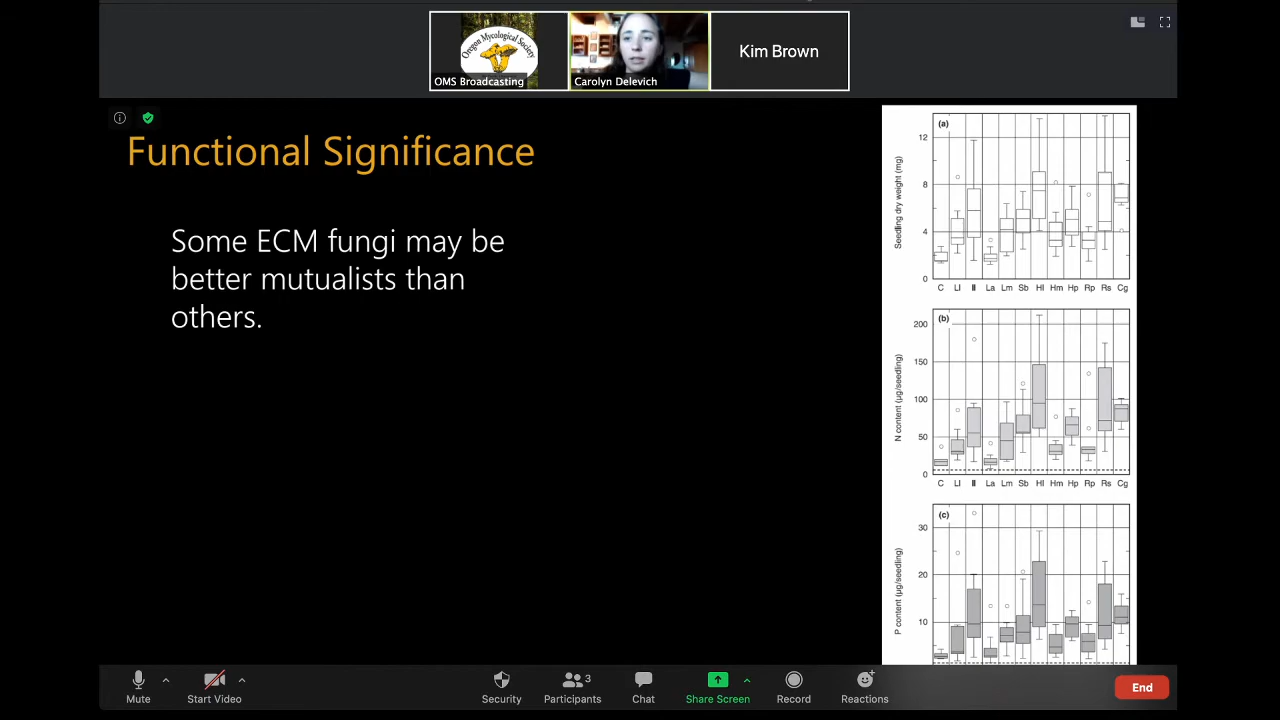 Oregon Mycological Society
OMS Broadcasting
Carolyn Delevich
Kim Brown
Functional Significance
Some ECM fungi may be
better mutualists than
others.
(a)
Seedling dry weight (mg)
12
8
4
0
C Ll Il La Lm Sb Hl Hm Hp Rp Rs Cg
(b)
N content (µg/seedling)
200
150
100
50
0
C Ll Il La Lm Sb Hl Hm Hp Rp Rs Cg
(c)
P content (µg/seedling)
30
20
10
Mute
Start Video
Security
3
Participants
Chat
Share Screen
Record
Reactions
End